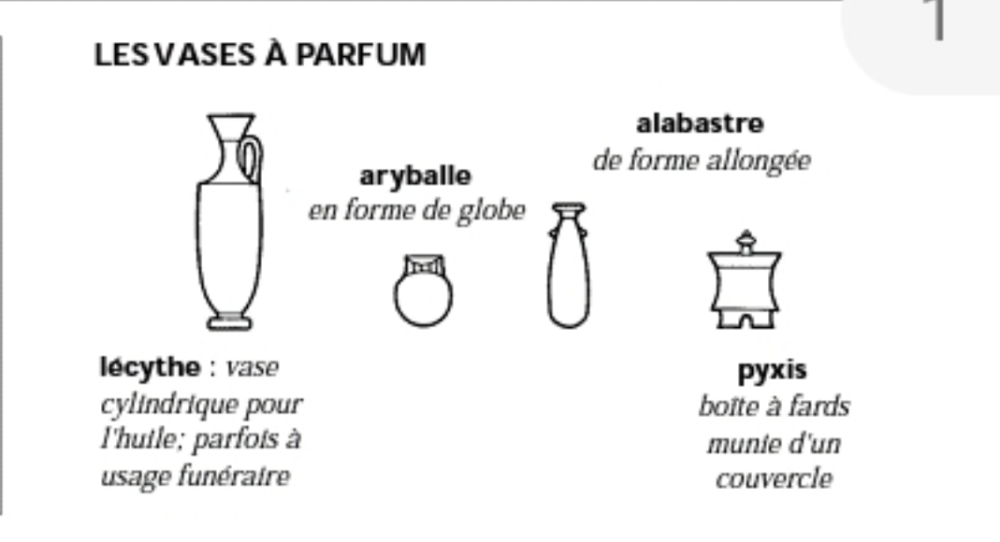 1
LES VASES À PARFUM
alabastre
de forme allongée
aryballe
en forme de globe
lécythe : vase
cylindrique pour
l'huile; parfois à
usage funéraire
pyxis
boîte à fards
munie d'un
couvercle